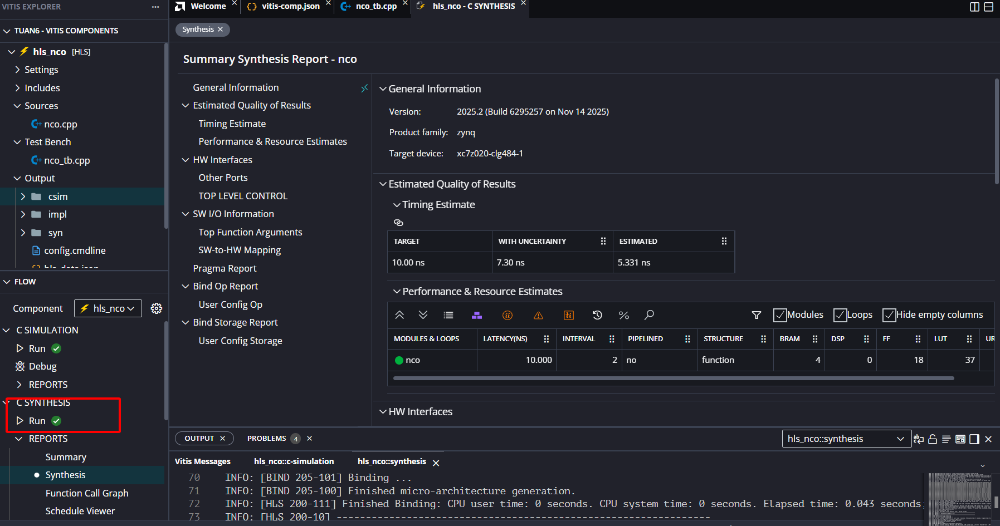 VITIS EXPLORER
TUAN6 - VITIS COMPONENTS
hls_nco [HLS]
Settings
Includes
Sources
nco.cpp
Test Bench
nco_tb.cpp
Output
csim
impl
syn
config.cmdline
FLOW
Component
hls_nco
C SIMULATION
Run
Debug
REPORTS
C SYNTHESIS
Run
REPORTS
Summary
Synthesis
Function Call Graph
Schedule Viewer
Welcome
vitis-comp.json
nco_tb.cpp
hls_nco - C SYNTHESIS
Synthesis
Summary Synthesis Report - nco
General Information
Estimated Quality of Results
Timing Estimate
Performance & Resource Estimates
HW Interfaces
Other Ports
TOP LEVEL CONTROL
SW I/O Information
Top Function Arguments
SW-to-HW Mapping
Pragma Report
Bind Op Report
User Config Op
Bind Storage Report
User Config Storage
General Information
Version: 2025.2 (Build 6295257 on Nov 14 2025)
Product family: zynq
Target device: xc7z020-clg484-1
Estimated Quality of Results
Timing Estimate
TARGET WITH UNCERTAINTY ESTIMATED
10.00 ns 7.30 ns 5.331 ns
Performance & Resource Estimates
Modules Loops Hide empty columns
MODULES & LOOPS LATENCY(NS) INTERVAL PIPELINED STRUCTURE BRAM DSP FF LUT UR
nco 10.000 2 no function 4 0 18 37
HW Interfaces
OUTPUT PROBLEMS 4
hls_nco::synthesis
Vitis Messages hls_nco::c-simulation hls_nco::synthesis
70 INFO: [BIND 205-101] Binding ...
71 INFO: [BIND 205-100] Finished micro-architecture generation.
72 INFO: [HLS 200-111] Finished Binding: CPU user time: 0 seconds. CPU system time: 0 seconds. Elapsed time: 0.043 seconds;
73 INFO: [HLS 200-10] ----------------------------------------------------------------